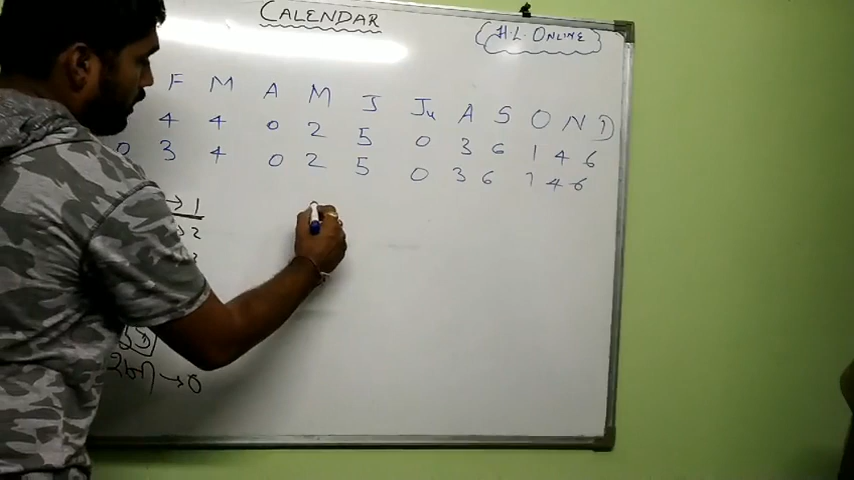 CALENDAR
H.L. ONLINE
F M A M J Ju A S O N D
4 4 0 2 5 0 3 6 1 4 6
0 3 4 0 2 5 0 3 6 1 4 6
→ 1
→ 2
→ 0